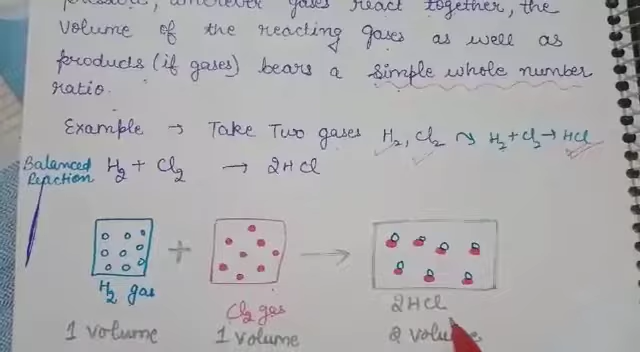 pressure, whenever gases react together, the
volume of the reacting gases as well as
products (if gases) bears a simple whole number
ratio.
Example → Take Two gases H₂, Cl₂ ⤳ H₂ + Cl₂ → HCl
Balanced Reaction H₂ + Cl₂ → 2HCl
+ →
H₂ gas Cl₂ gas 2HCl
1 volume 1 volume 2 volu